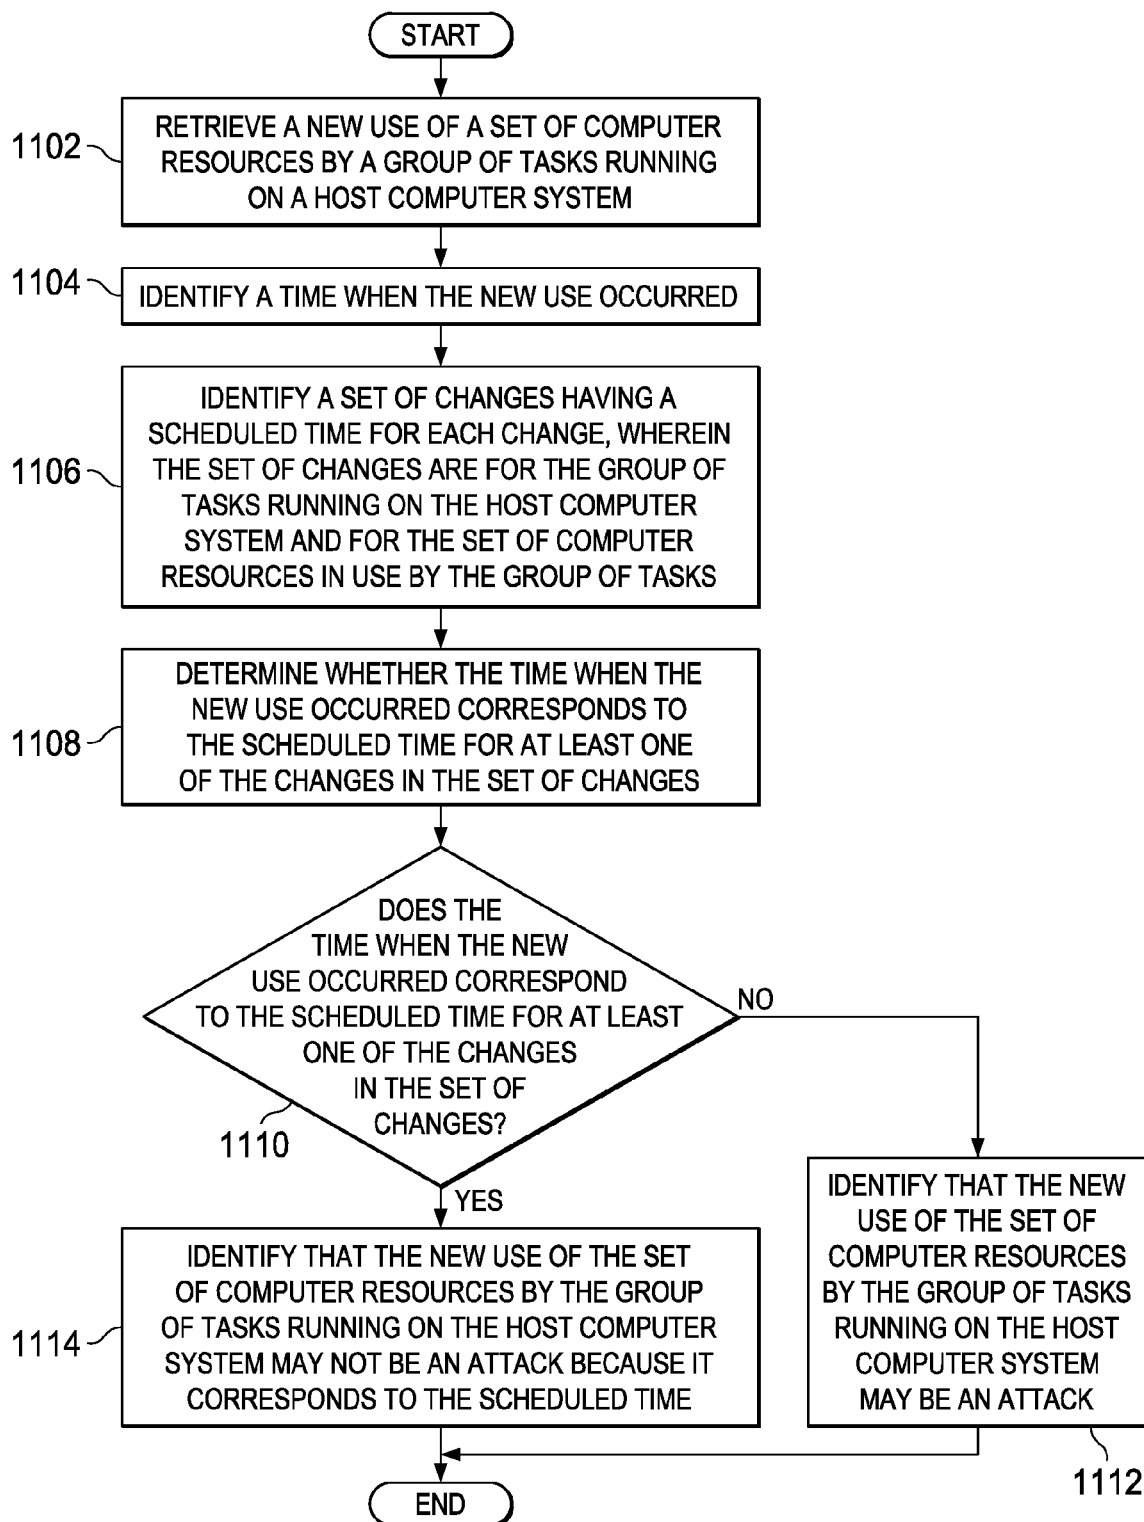 START
1102
RETRIEVE A NEW USE OF A SET OF COMPUTER
RESOURCES BY A GROUP OF TASKS RUNNING
ON A HOST COMPUTER SYSTEM
1104
IDENTIFY A TIME WHEN THE NEW USE OCCURRED
1106
IDENTIFY A SET OF CHANGES HAVING A
SCHEDULED TIME FOR EACH CHANGE, WHEREIN
THE SET OF CHANGES ARE FOR THE GROUP OF
TASKS RUNNING ON THE HOST COMPUTER
SYSTEM AND FOR THE SET OF COMPUTER
RESOURCES IN USE BY THE GROUP OF TASKS
1108
DETERMINE WHETHER THE TIME WHEN THE
NEW USE OCCURRED CORRESPONDS TO
THE SCHEDULED TIME FOR AT LEAST ONE
OF THE CHANGES IN THE SET OF CHANGES
DOES THE
TIME WHEN THE NEW
USE OCCURRED CORRESPOND
TO THE SCHEDULED TIME FOR AT LEAST
ONE OF THE CHANGES
IN THE SET OF
CHANGES?
1110
NO
YES
1114
IDENTIFY THAT THE NEW USE OF THE SET
OF COMPUTER RESOURCES BY THE GROUP
OF TASKS RUNNING ON THE HOST COMPUTER
SYSTEM MAY NOT BE AN ATTACK BECAUSE IT
CORRESPONDS TO THE SCHEDULED TIME
IDENTIFY THAT THE NEW
USE OF THE SET OF
COMPUTER RESOURCES
BY THE GROUP OF TASKS
RUNNING ON THE HOST
COMPUTER SYSTEM
MAY BE AN ATTACK
1112
END